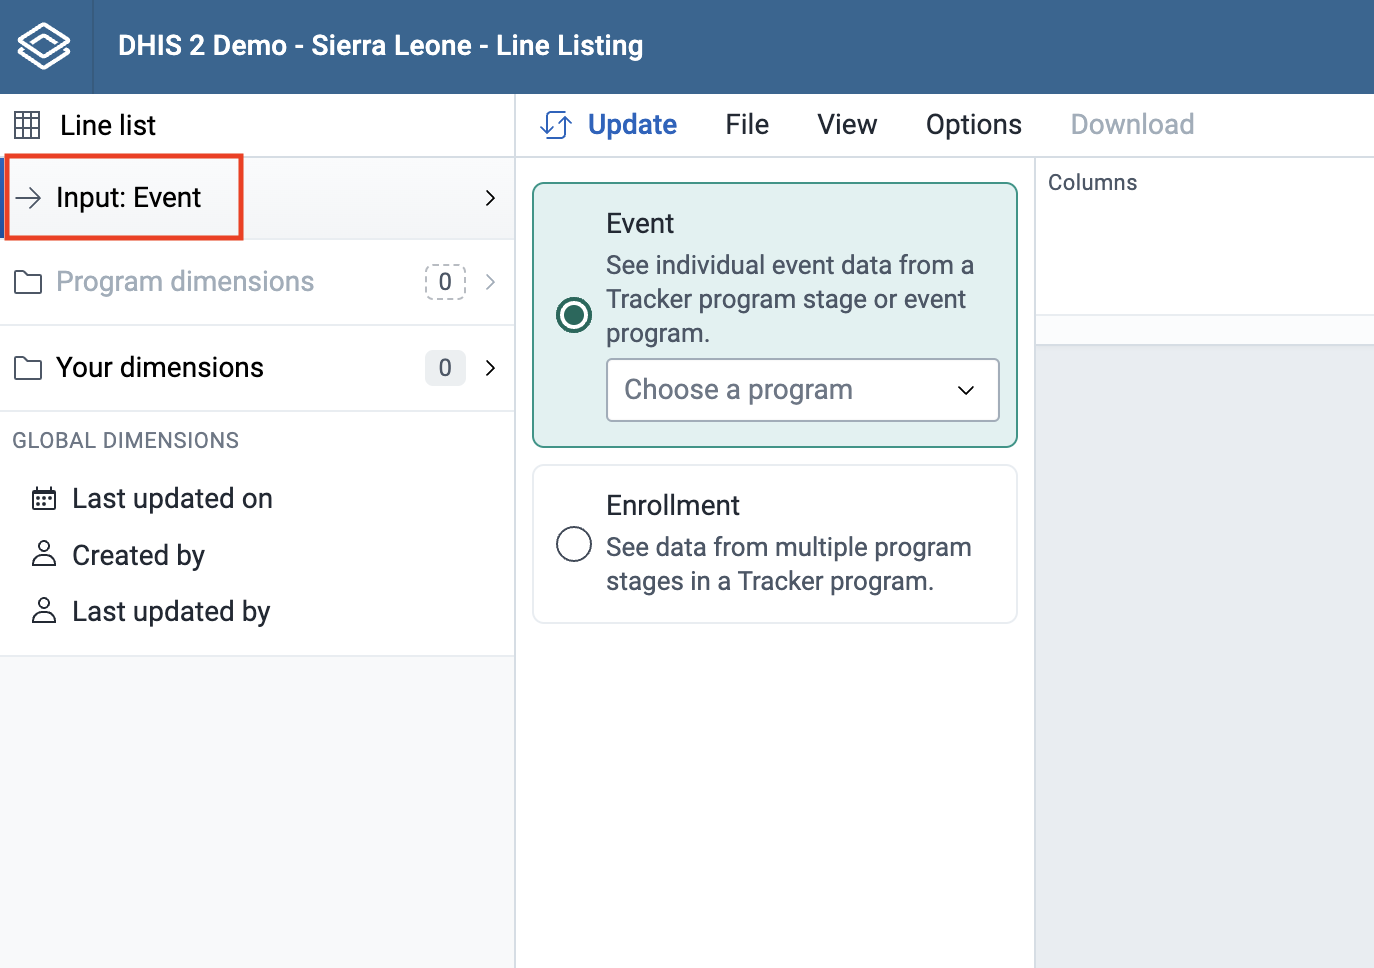 DHIS 2 Demo - Sierra Leone - Line Listing
Line list
Update File View Options Download
Input: Event
Program dimensions 0
Your dimensions 0
GLOBAL DIMENSIONS
Last updated on
Created by
Last updated by
Event
See individual event data from a
Tracker program stage or event
program.
Choose a program
Enrollment
See data from multiple program
stages in a Tracker program.
Columns